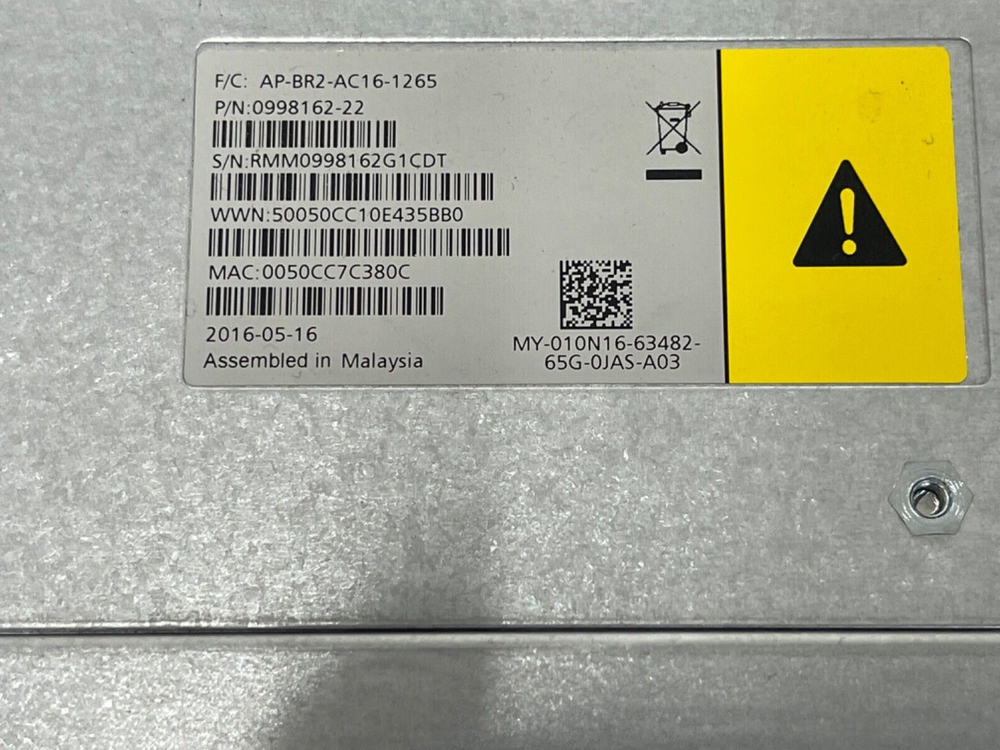 F/C: AP-BR2-AC16-1265
P/N:0998162-22
S/N:RMM0998162G1CDT
WWN:50050CC10E435BB0
MAC:0050CC7C380C
2016-05-16
Assembled in Malaysia
MY-010N16-63482-
65G-0JAS-A03